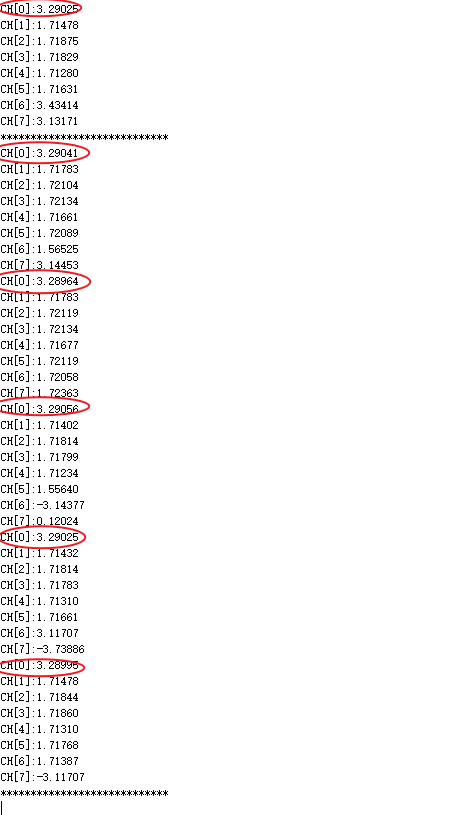 CH[0]:3.29025
CH[1]:1.71478
CH[2]:1.71875
CH[3]:1.71829
CH[4]:1.71280
CH[5]:1.71631
CH[6]:3.43414
CH[7]:3.13171
****************************
CH[0]:3.29041
CH[1]:1.71783
CH[2]:1.72104
CH[3]:1.72134
CH[4]:1.71661
CH[5]:1.72089
CH[6]:1.56525
CH[7]:3.14453
CH[0]:3.28964
CH[1]:1.71783
CH[2]:1.72119
CH[3]:1.72134
CH[4]:1.71677
CH[5]:1.72119
CH[6]:1.72058
CH[7]:1.72363
CH[0]:3.29056
CH[1]:1.71402
CH[2]:1.71814
CH[3]:1.71799
CH[4]:1.71234
CH[5]:1.55640
CH[6]:-3.14377
CH[7]:0.12024
CH[0]:3.29025
CH[1]:1.71432
CH[2]:1.71814
CH[3]:1.71783
CH[4]:1.71310
CH[5]:1.71661
CH[6]:3.11707
CH[7]:-3.73886
CH[0]:3.28995
CH[1]:1.71478
CH[2]:1.71844
CH[3]:1.71860
CH[4]:1.71310
CH[5]:1.71768
CH[6]:1.71387
CH[7]:-3.11707
****************************